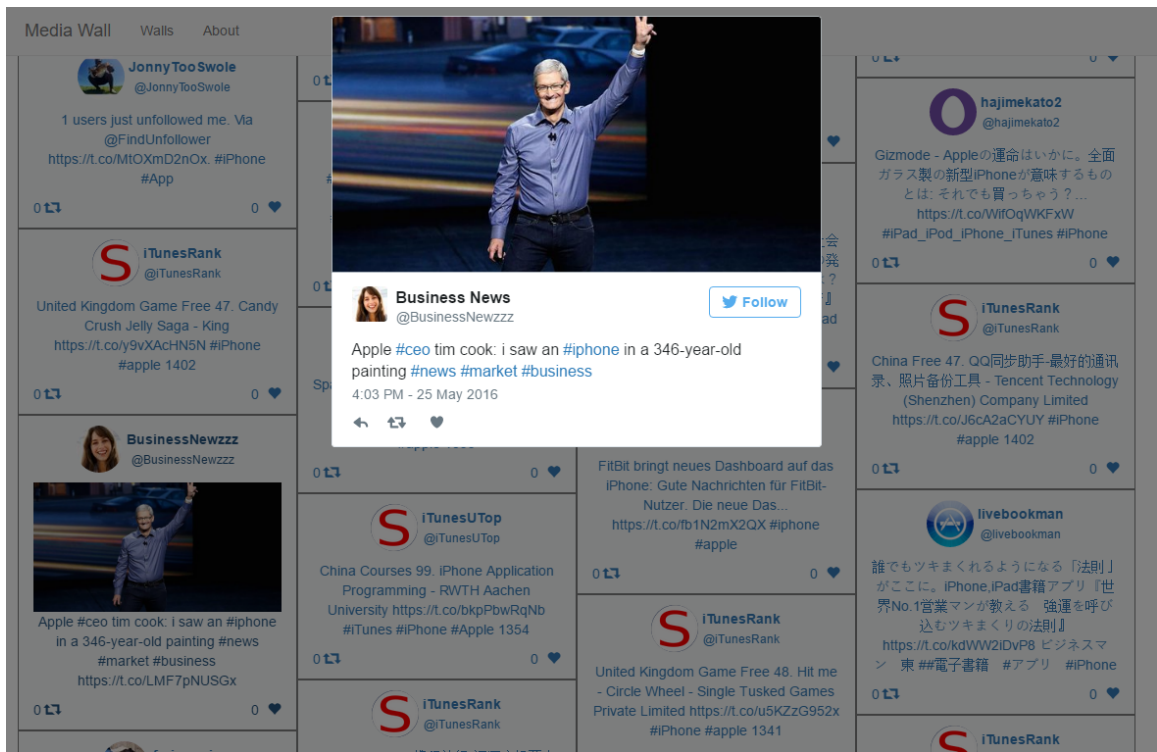 Media Wall
Walls
About
JonnyTooSwole
@JonnyTooSwole
1 users just unfollowed me. Via
@FindUnfollower
https://t.co/MtOXmD2nOx. #iPhone
#App
0
0
iTunesRank
@iTunesRank
United Kingdom Game Free 47. Candy
Crush Jelly Saga - King
https://t.co/y9vXAcHN5N #iPhone
#apple 1402
0
0
BusinessNewzzz
@BusinessNewzzz
Apple #ceo tim cook: i saw an #iphone
in a 346-year-old painting #news
#market #business
https://t.co/LMF7pNUSGx
0
0
Business News
@BusinessNewzzz
Follow
Apple #ceo tim cook: i saw an #iphone in a 346-year-old
painting #news #market #business
4:03 PM - 25 May 2016
0
0
0
0
iTunesUTop
@iTunesUTop
China Courses 99. iPhone Application
Programming - RWTH Aachen
University https://t.co/bkpPbwRqNb
#iTunes #iPhone #Apple 1354
0
0
iTunesRank
@iTunesRank
FitBit bringt neues Dashboard auf das
iPhone: Gute Nachrichten für FitBit-
Nutzer. Die neue Das...
https://t.co/fb1N2mX2QX #iphone
#apple
0
0
iTunesRank
@iTunesRank
United Kingdom Game Free 48. Hit me
- Circle Wheel - Single Tusked Games
Private Limited https://t.co/u5KZzG952x
#iPhone #apple 1341
0
0
hajimekato2
@hajimekato2
Gizmode - Appleの運命はいかに。全面
ガラス製の新型iPhoneが意味するもの
とは: それでも買っちゃう？...
https://t.co/WifOqWKFxW
#iPad_iPod_iPhone_iTunes #iPhone
0
0
iTunesRank
@iTunesRank
China Free 47. QQ同步助手-最好的通讯
录、照片备份工具 - Tencent Technology
(Shenzhen) Company Limited
https://t.co/J6cA2aCYUY #iPhone
#apple 1402
0
0
livebookman
@livebookman
誰でもツキまくれるようになる「法則」
がここに。iPhone,iPad書籍アプリ『世
界No.1営業マンが教える　強運を呼び
込むツキまくりの法則』
https://t.co/kdWW2iDvP8 ビジネスマ
ン　東 ##電子書籍　#アプリ　#iPhone
0
0
iTunesRank